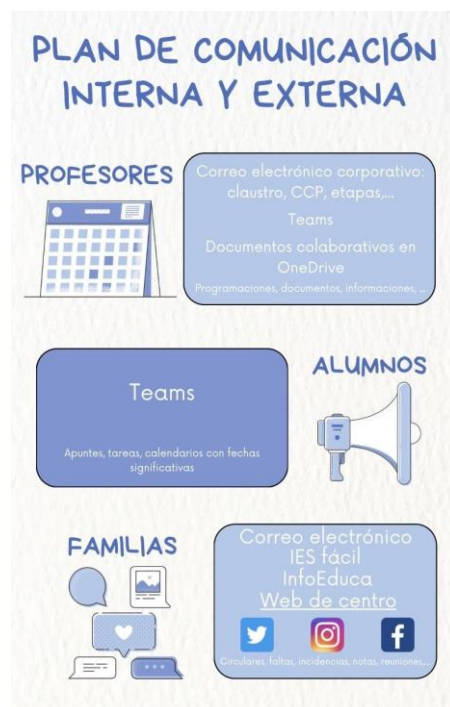 PLAN DE COMUNICACIÓN
INTERNA Y EXTERNA
PROFESORES
Correo electrónico corporativo:
claustro, CCP, etapas,...
Teams
Documentos colaborativos en
OneDrive
Programaciones, documentos, informaciones, ...
ALUMNOS
Teams
Apuntes, tareas, calendarios con fechas
significativas
FAMILIAS
Correo electrónico
IES fácil
InfoEduca
Web de centro
Circulares, faltas, incidencias, notas, reuniones,...